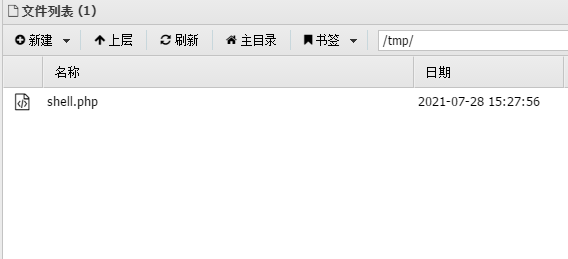 文件列表 (1)
新建 上层 刷新 主目录 书签 /tmp/
名称 日期
shell.php 2021-07-28 15:27:56